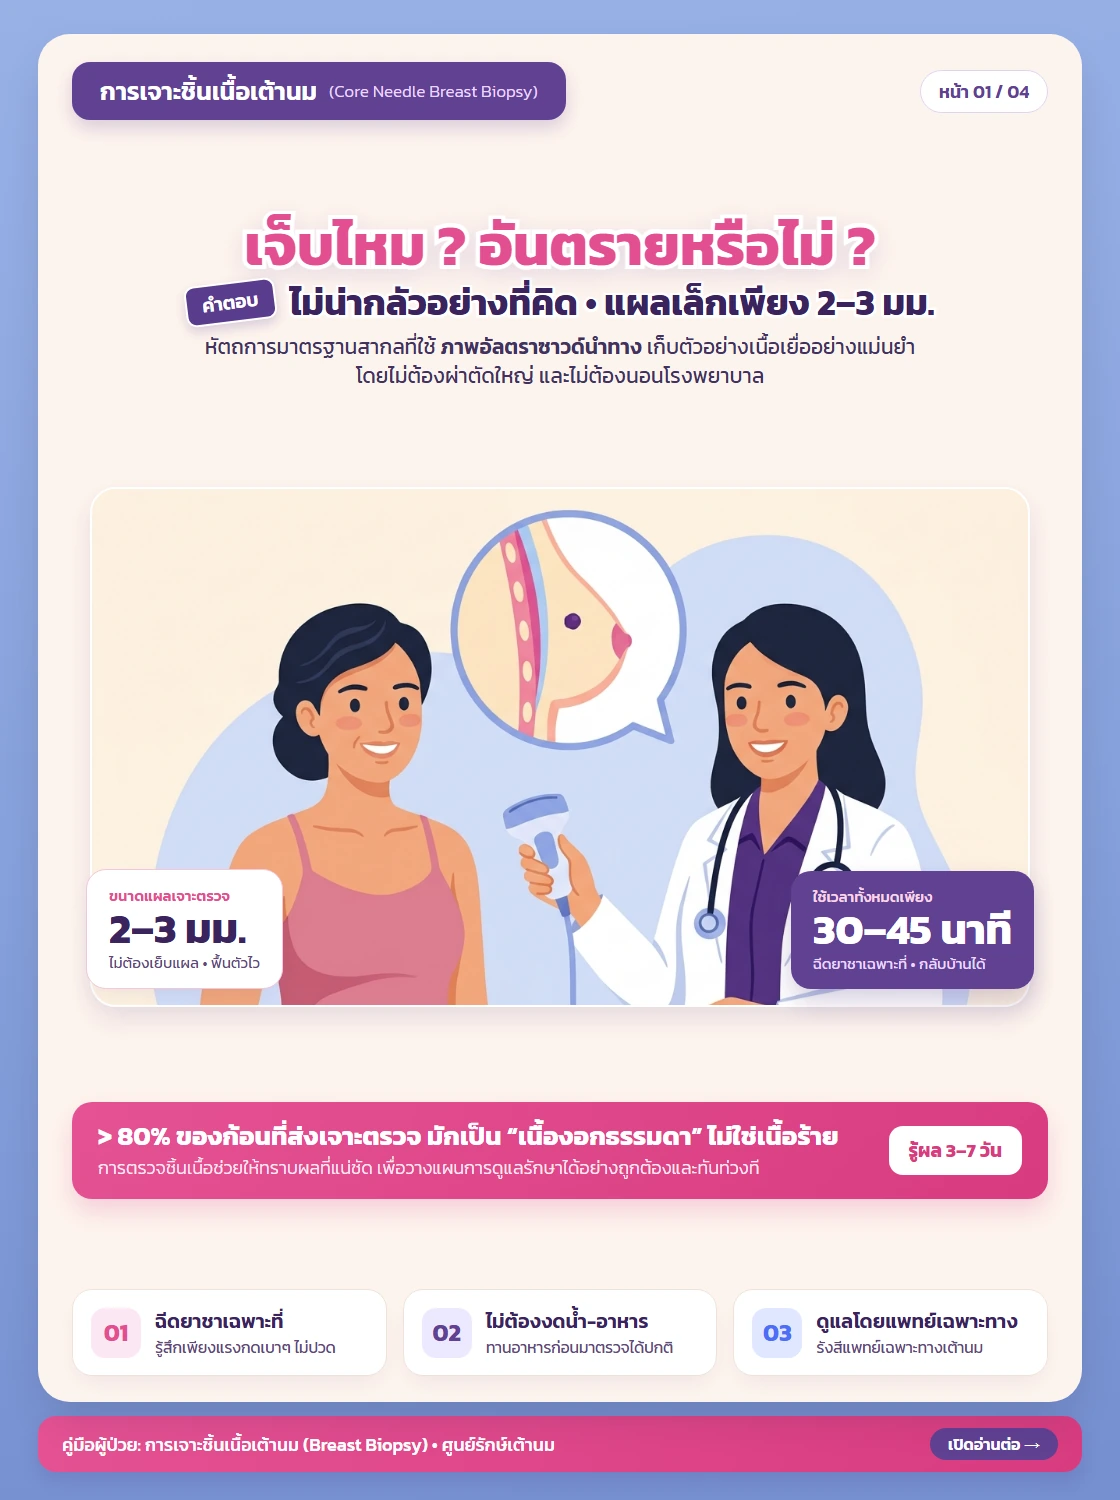 การเจาะชิ้นเนื้อเต้านม (Core Needle Breast Biopsy)
หน้า 01 / 04
เจ็บไหม ? อันตรายหรือไม่ ?
คำตอบ ไม่น่ากลัวอย่างที่คิด • แผลเล็กเพียง 2–3 มม.
หัตถการมาตรฐานสากลที่ใช้ ภาพอัลตราซาวด์นำทาง เก็บตัวอย่างเนื้อเยื่ออย่างแม่นยำ
โดยไม่ต้องผ่าตัดใหญ่ และไม่ต้องนอนโรงพยาบาล
ขนาดแผลเจาะตรวจ
2–3 มม.
ไม่ต้องเย็บแผล • ฟื้นตัวไว
ใช้เวลาทั้งหมดเพียง
30–45 นาที
ฉีดยาชาเฉพาะที่ • กลับบ้านได้
> 80% ของก้อนที่ส่งเจาะตรวจ มักเป็น “เนื้องอกธรรมดา” ไม่ใช่เนื้อร้าย
การตรวจชิ้นเนื้อช่วยให้ทราบผลที่แน่ชัด เพื่อวางแผนการดูแลรักษาได้อย่างถูกต้องและทันท่วงที
รู้ผล 3–7 วัน
01 ฉีดยาชาเฉพาะที่
รู้สึกเพียงแรงกดเบาๆ ไม่ปวด
02 ไม่ต้องงดน้ำ-อาหาร
ทานอาหารก่อนมาตรวจได้ปกติ
03 ดูแลโดยแพทย์เฉพาะทาง
รังสีแพทย์เฉพาะทางเต้านม
คู่มือผู้ป่วย: การเจาะชิ้นเนื้อเต้านม (Breast Biopsy) • ศูนย์รักษ์เต้านม
เปิดอ่านต่อ →